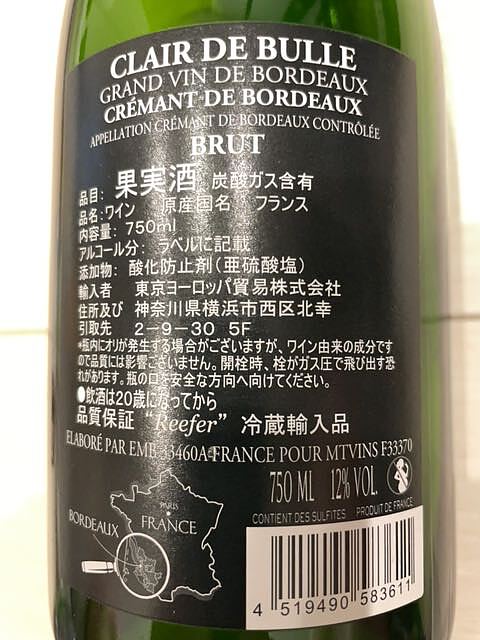 CLAIR DE BULLE
GRAND VIN DE BORDEAUX
CRÉMANT DE BORDEAUX
APPELLATION CRÉMANT DE BORDEAUX CONTRÔLÉE
BRUT
品目: 果実酒 炭酸ガス含有
品名:ワイン 原産国名 フランス
内容量: 750ml
アルコール分: ラベルに記載
添加物: 酸化防止剤(亜硫酸塩)
輸入者 東京ヨーロッパ貿易株式会社
住所及び 神奈川県横浜市西区北幸
引取先 2-9-30 5F
*瓶内にオリが発生する場合がございますが、ワイン由来の成分です
ので品質には影響ございません。開栓時、栓がガス圧で飛び出す恐
れがあります。瓶の口を安全な方向へ向けてください。
●飲酒は20歳になってから
品質保証 "Reefer" 冷蔵輸入品
ELABORÉ PAR EMB 33460A FRANCE POUR MTVINS F33370
750 ML 12% VOL.
CONTIENT DES SULFITES PRODUIT DE FRANCE
PARIS
BORDEAUX FRANCE
4 519490 583611